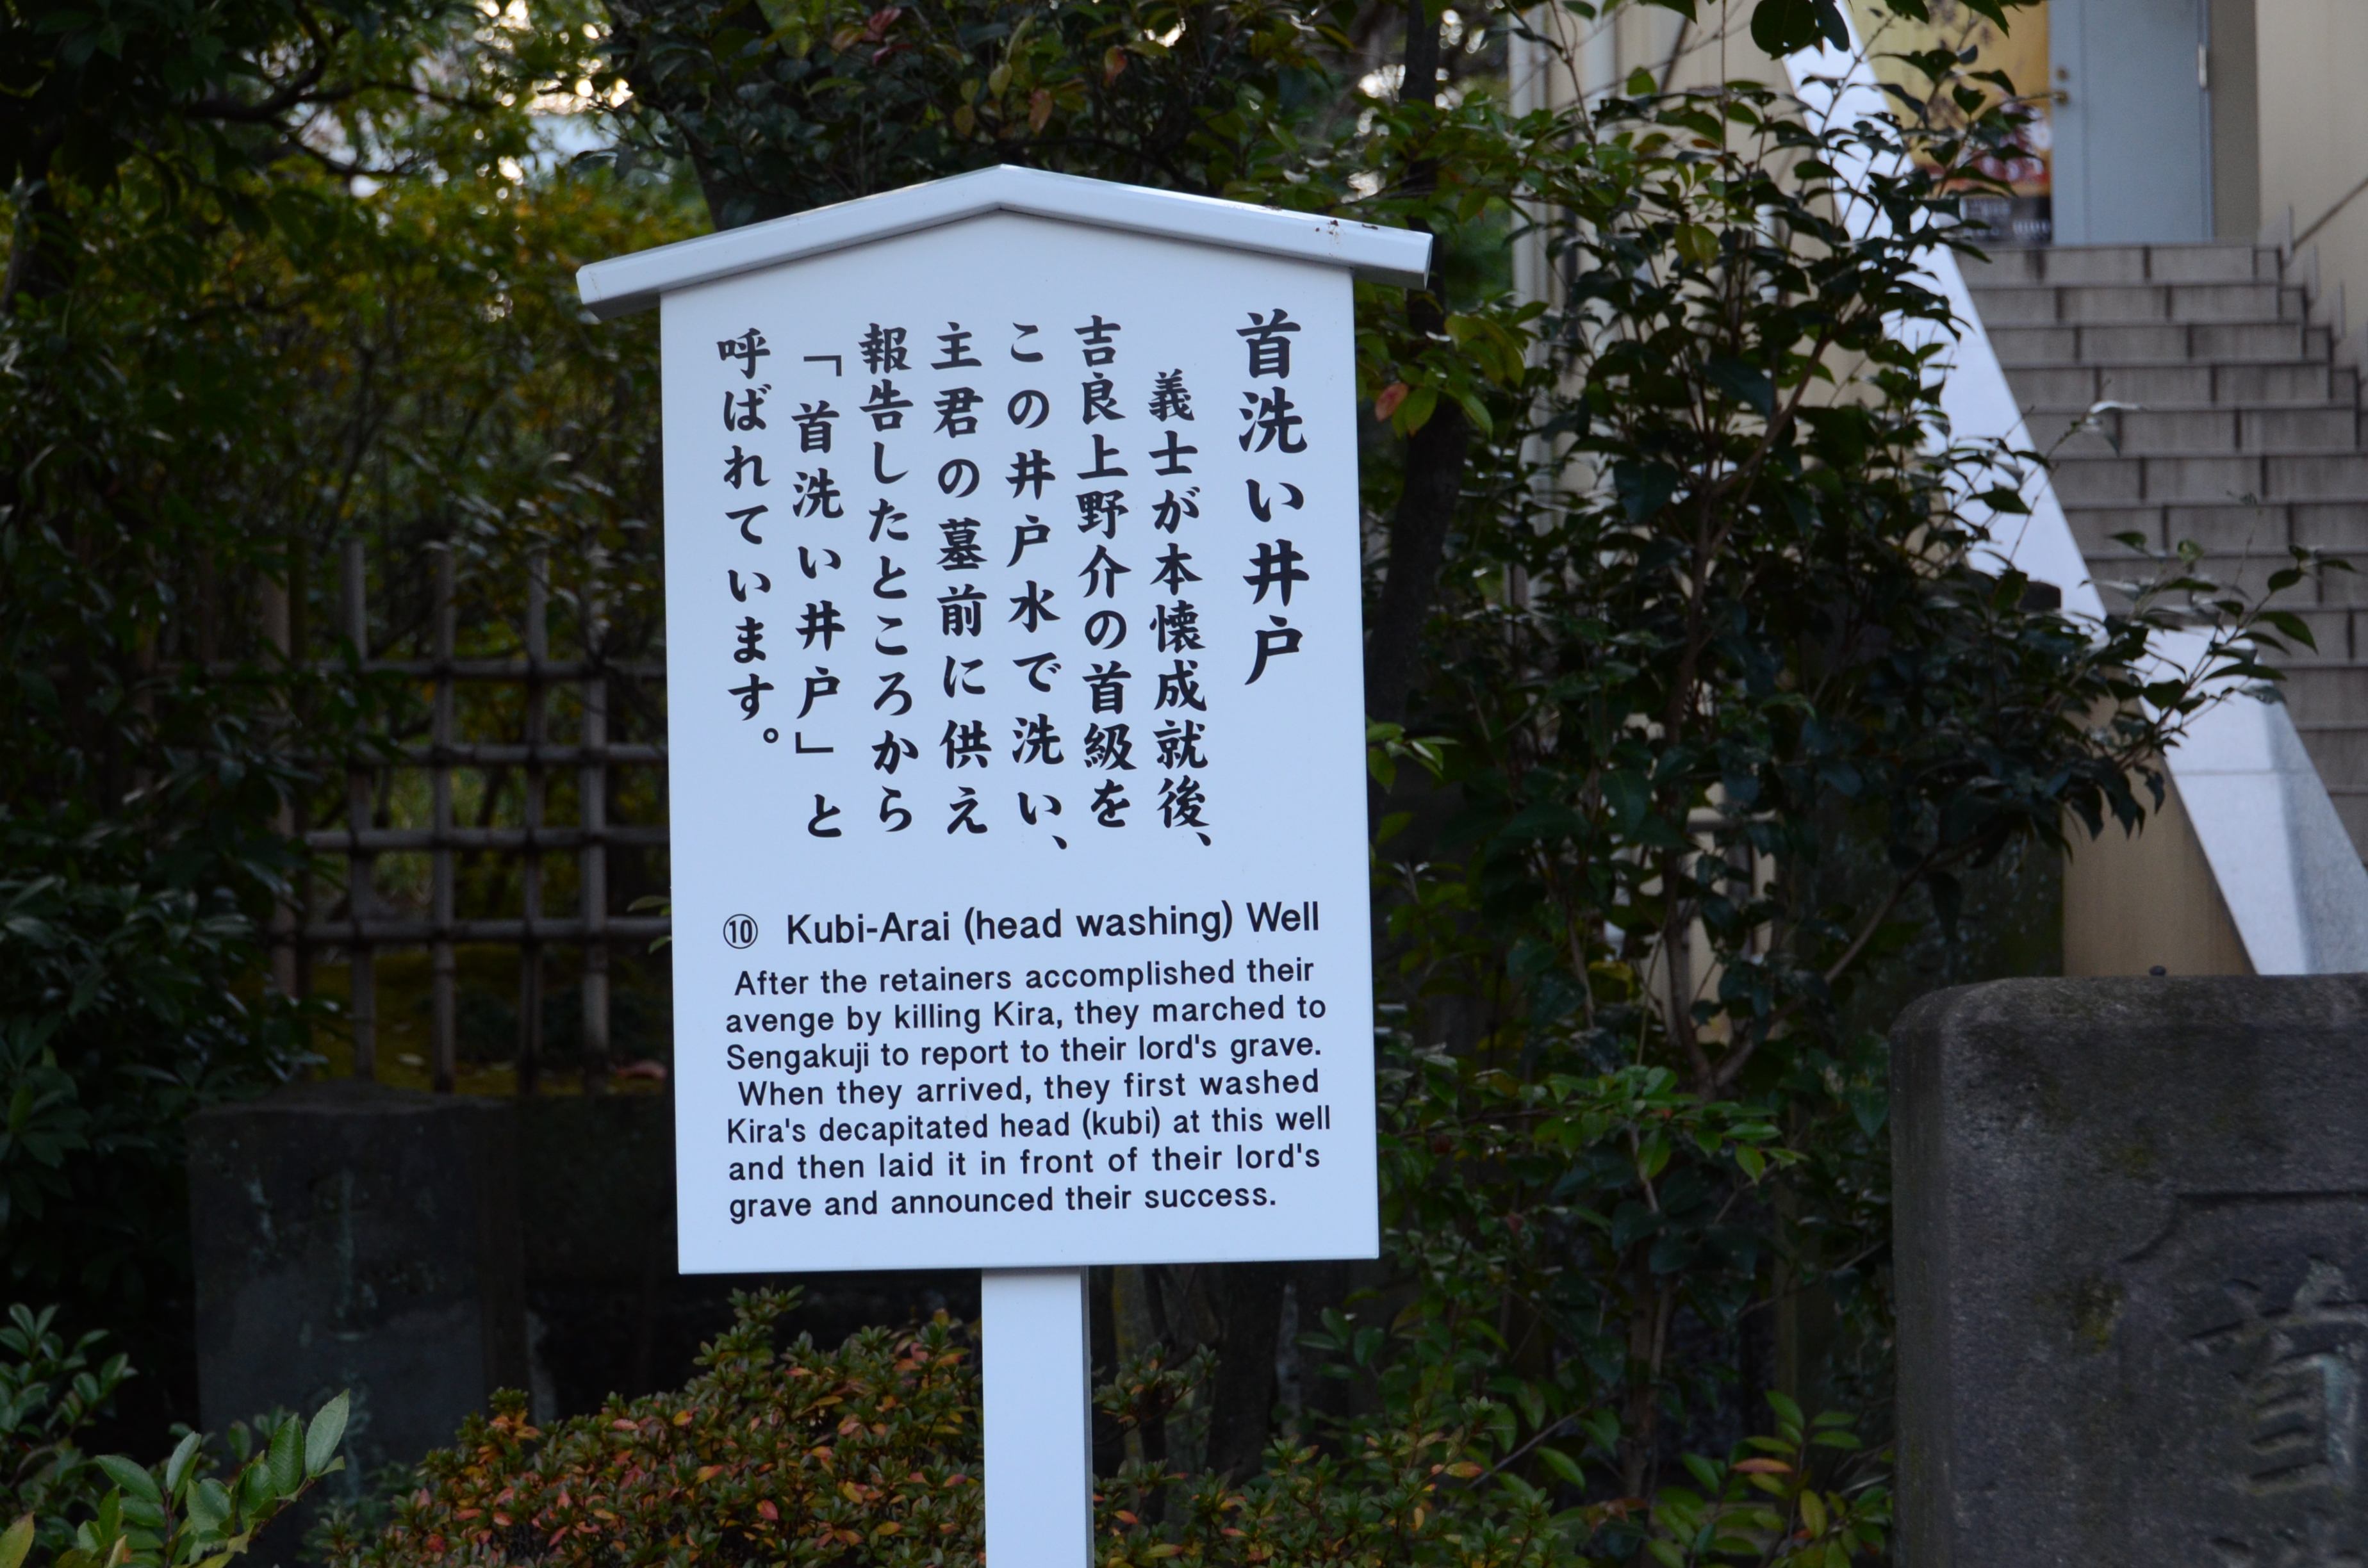 首洗い井戸
義士が本懐成就後、
吉良上野介の首級を
この井戸水で洗い、
主君の墓前に供え
報告したところから
「首洗い井戸」と
呼ばれています。
⑩ Kubi-Arai (head washing) Well
After the retainers accomplished their
avenge by killing Kira, they marched to
Sengakuji to report to their lord's grave.
When they arrived, they first washed
Kira's decapitated head (kubi) at this well
and then laid it in front of their lord's
grave and announced their success.
首